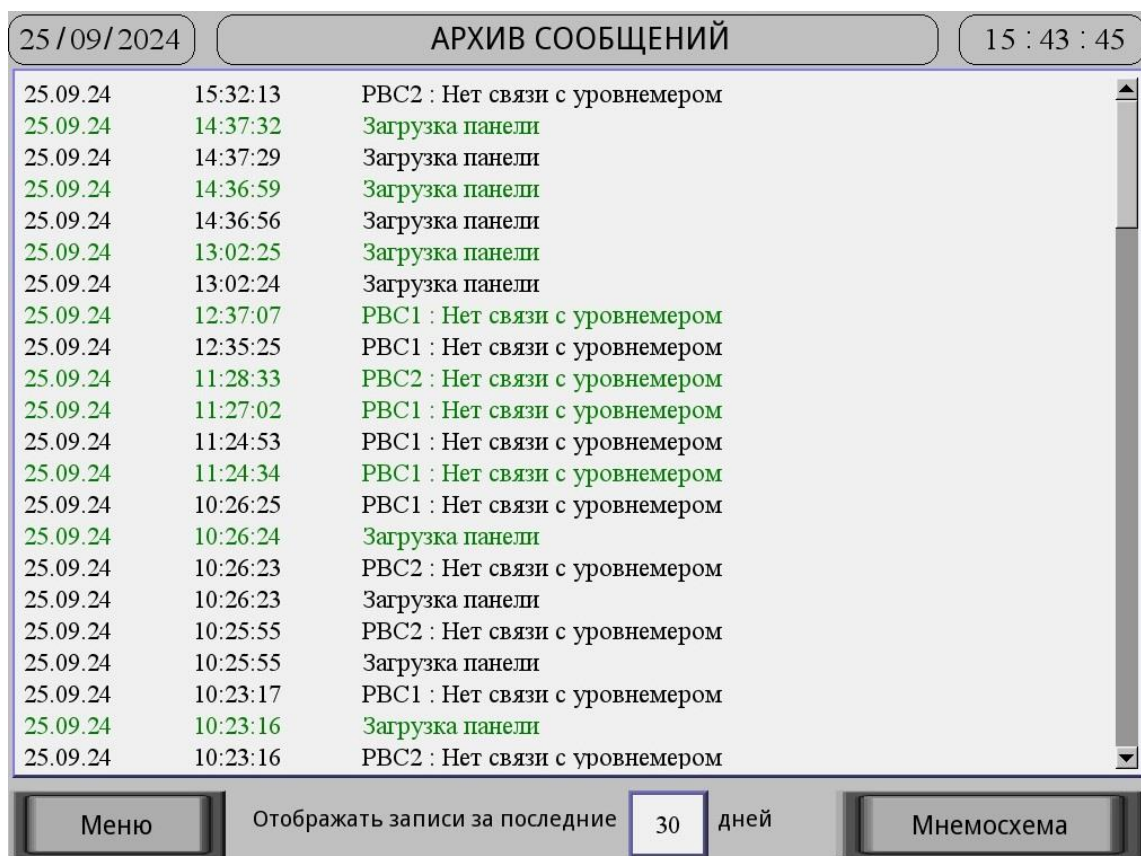 25/09/2024 АРХИВ СООБЩЕНИЙ 15 : 43 : 45
25.09.24 15:32:13 РВС2 : Нет связи с уровнемером
25.09.24 14:37:32 Загрузка панели
25.09.24 14:37:29 Загрузка панели
25.09.24 14:36:59 Загрузка панели
25.09.24 14:36:56 Загрузка панели
25.09.24 13:02:25 Загрузка панели
25.09.24 13:02:24 Загрузка панели
25.09.24 12:37:07 РВС1 : Нет связи с уровнемером
25.09.24 12:35:25 РВС1 : Нет связи с уровнемером
25.09.24 11:28:33 РВС2 : Нет связи с уровнемером
25.09.24 11:27:02 РВС1 : Нет связи с уровнемером
25.09.24 11:24:53 РВС1 : Нет связи с уровнемером
25.09.24 11:24:34 РВС1 : Нет связи с уровнемером
25.09.24 10:26:25 РВС1 : Нет связи с уровнемером
25.09.24 10:26:24 Загрузка панели
25.09.24 10:26:23 РВС2 : Нет связи с уровнемером
25.09.24 10:26:23 Загрузка панели
25.09.24 10:25:55 РВС2 : Нет связи с уровнемером
25.09.24 10:25:55 Загрузка панели
25.09.24 10:23:17 РВС1 : Нет связи с уровнемером
25.09.24 10:23:16 Загрузка панели
25.09.24 10:23:16 РВС2 : Нет связи с уровнемером
Меню Отображать записи за последние 30 дней Мнемосхема